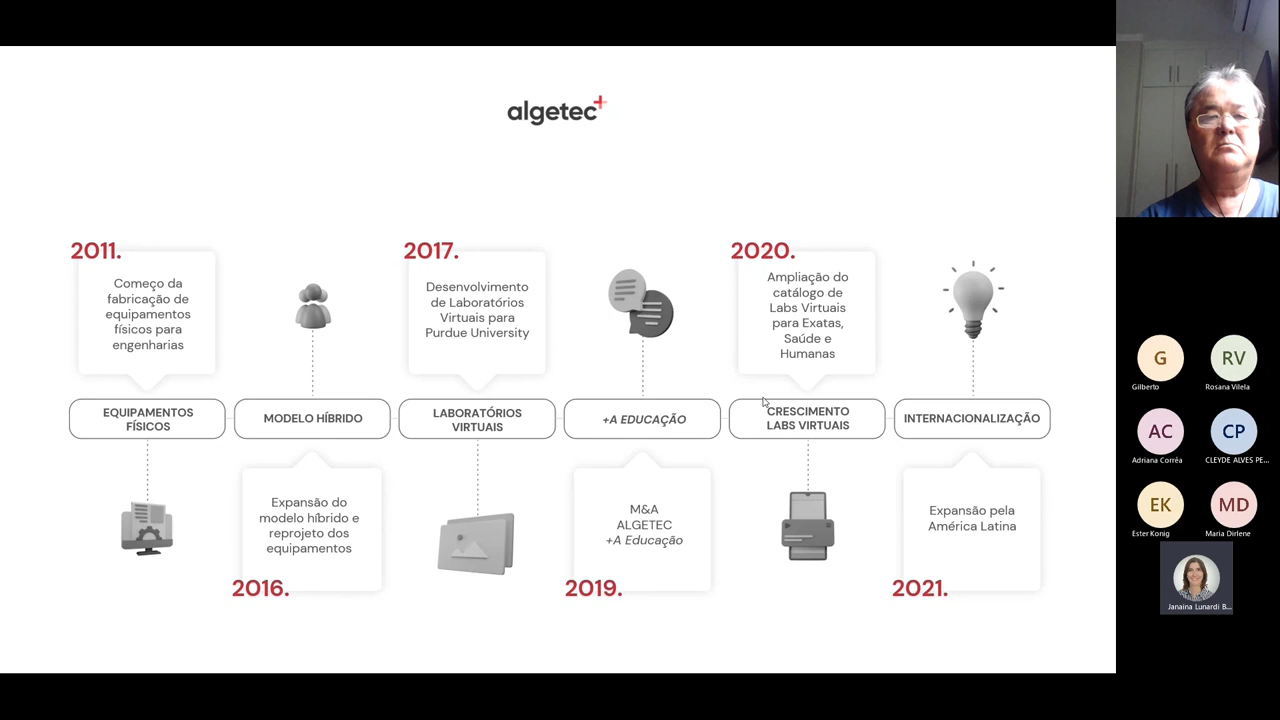 algetec+
2011.
Começo da
fabricação de
equipamentos
físicos para
engenharias
2017.
Desenvolvimento
de Laboratórios
Virtuais para
Purdue University
2020.
Ampliação do
catálogo de
Labs Virtuais
para Exatas,
Saúde e
Humanas
EQUIPAMENTOS
FÍSICOS
MODELO HÍBRIDO
LABORATÓRIOS
VIRTUAIS
+A EDUCAÇÃO
CRESCIMENTO
LABS VIRTUAIS
INTERNACIONALIZAÇÃO
Expansão do
modelo híbrido e
reprojeto dos
equipamentos
2016.
M&A
ALGETEC
+A Educação
2019.
Expansão pela
América Latina
2021.
G
Gilberto
RV
Rosana Vilela
AC
Adriana Corrêa
CP
CLEYDE ALVES PE...
EK
Ester Konig
MD
Maria Dirlene
Janaina Lunardi B...